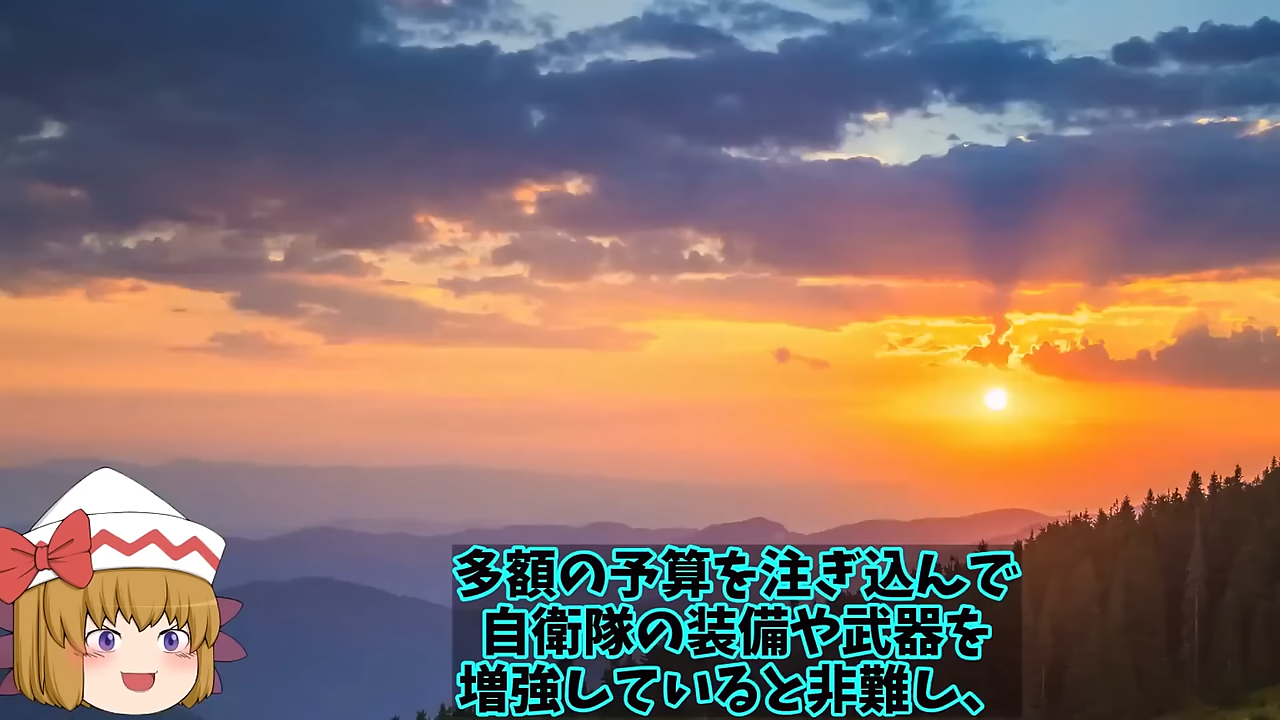 多額の予算を注ぎ込んで
自衛隊の装備や武器を
増強していると非難し、